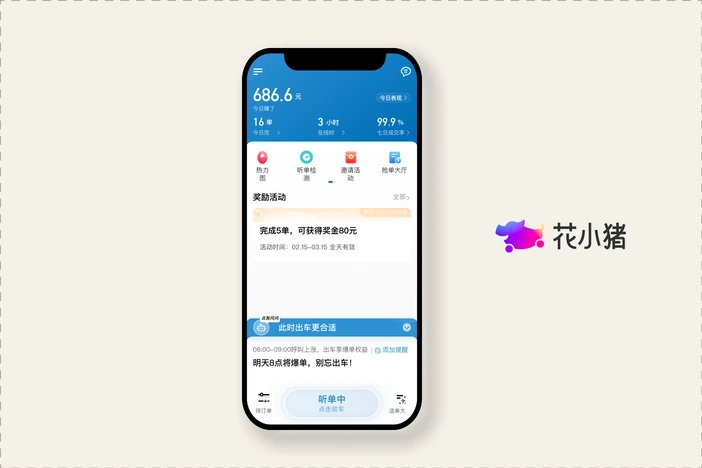 686.6 元
今日表现 >
今日赚了
16 单
3 小时
99.9 %
今日完 >
在线时 >
七日成交率 >
热力图
听单检测
邀请活动
抢单大厅
奖励活动
全部 >
完成5单，可获得奖金80元
活动时间：02.15-03.15 全天有效
点我问问
此时出车更合适
08:00-09:00呼叫上涨，出车享爆单权益
添加提醒
明天8点将爆单，别忘出车！
听单中
点击收车
选单大
花小猪